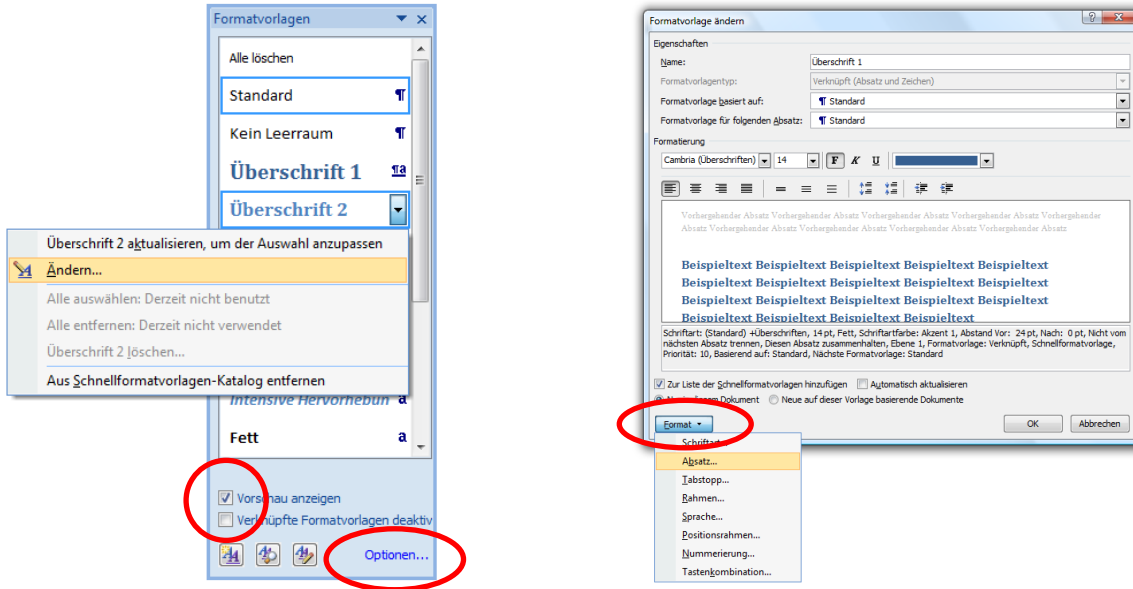 Formatvorlagen
Alle löschen
Standard
Kein Leerraum
Überschrift 1
Überschrift 2
Überschrift 2 aktualisieren, um der Auswahl anzupassen
Ändern...
Alle auswählen: Derzeit nicht benutzt
Alle entfernen: Derzeit nicht verwendet
Überschrift 2 löschen...
Aus Schnellformatvorlagen-Katalog entfernen
Intensive Hervorhebun a
Fett a
Vorschau anzeigen
Verknüpfte Formatvorlagen deaktiv
Optionen...
Formatvorlage ändern
Eigenschaften
Name: Überschrift 1
Formatvorlagentyp: Verknüpft (Absatz und Zeichen)
Formatvorlage basiert auf: ¶ Standard
Formatvorlage für folgenden Absatz: ¶ Standard
Formatierung
Cambria (Überschriften) 14 F K U
Vorhergehender Absatz Vorhergehender Absatz Vorhergehender Absatz Vorhergehender Absatz Vorhergehender
Absatz Vorhergehender Absatz Vorhergehender Absatz Vorhergehender Absatz Vorhergehender Absatz
Beispieltext Beispieltext Beispieltext Beispieltext Beispieltext
Beispieltext Beispieltext Beispieltext Beispieltext Beispieltext
Beispieltext Beispieltext Beispieltext Beispieltext Beispieltext
Beispieltext Beispieltext Beispieltext Beispieltext
Schriftart: (Standard) +Überschriften, 14 pt, Fett, Schriftartfarbe: Akzent 1, Abstand Vor: 24 pt, Nach: 0 pt, Nicht vom
nächsten Absatz trennen, Diesen Absatz zusammenhalten, Ebene 1, Formatvorlage: Verknüpft, Schnellformatvorlage,
Priorität: 10, Basierend auf: Standard, Nächste Formatvorlage: Standard
Zur Liste der Schnellformatvorlagen hinzufügen Automatisch aktualisieren
Dokument Neue auf dieser Vorlage basierende Dokumente
Format OK Abbrechen
Absatz...
Tabstopp...
Rahmen...
Sprache...
Positionsrahmen...
Nummerierung...
Tastenkombination...